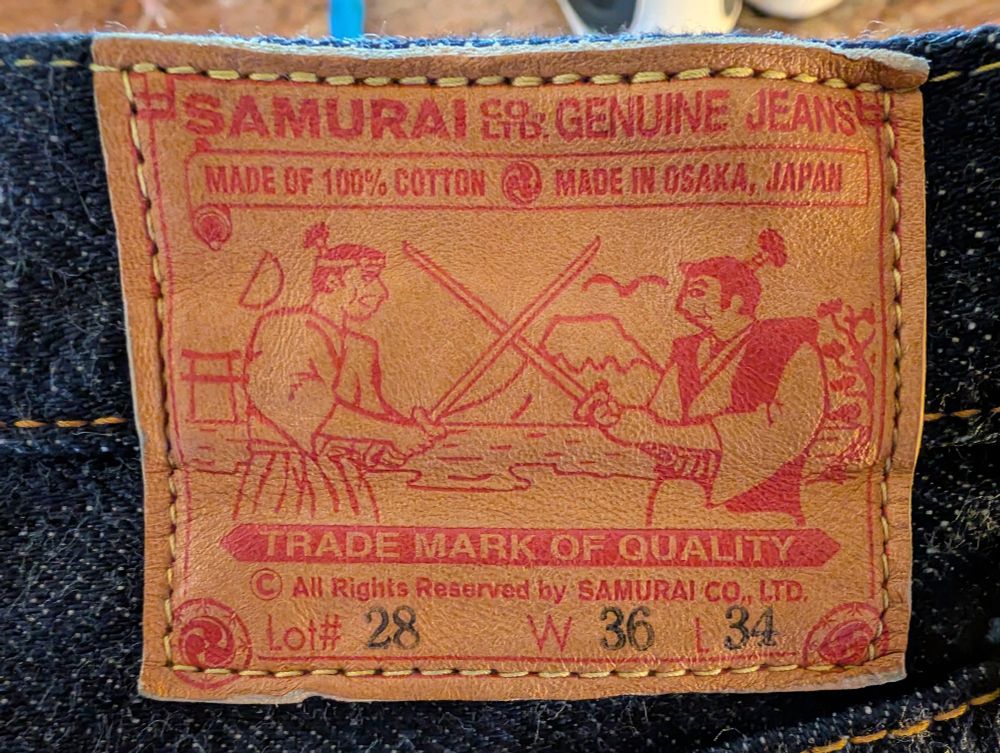 SAMURAI CO., LTD. GENUINE JEANS
MADE OF 100% COTTON MADE IN OSAKA, JAPAN
TRADE MARK OF QUALITY
© All Rights Reserved by SAMURAI CO., LTD.
Lot# 28 W 36 L 34